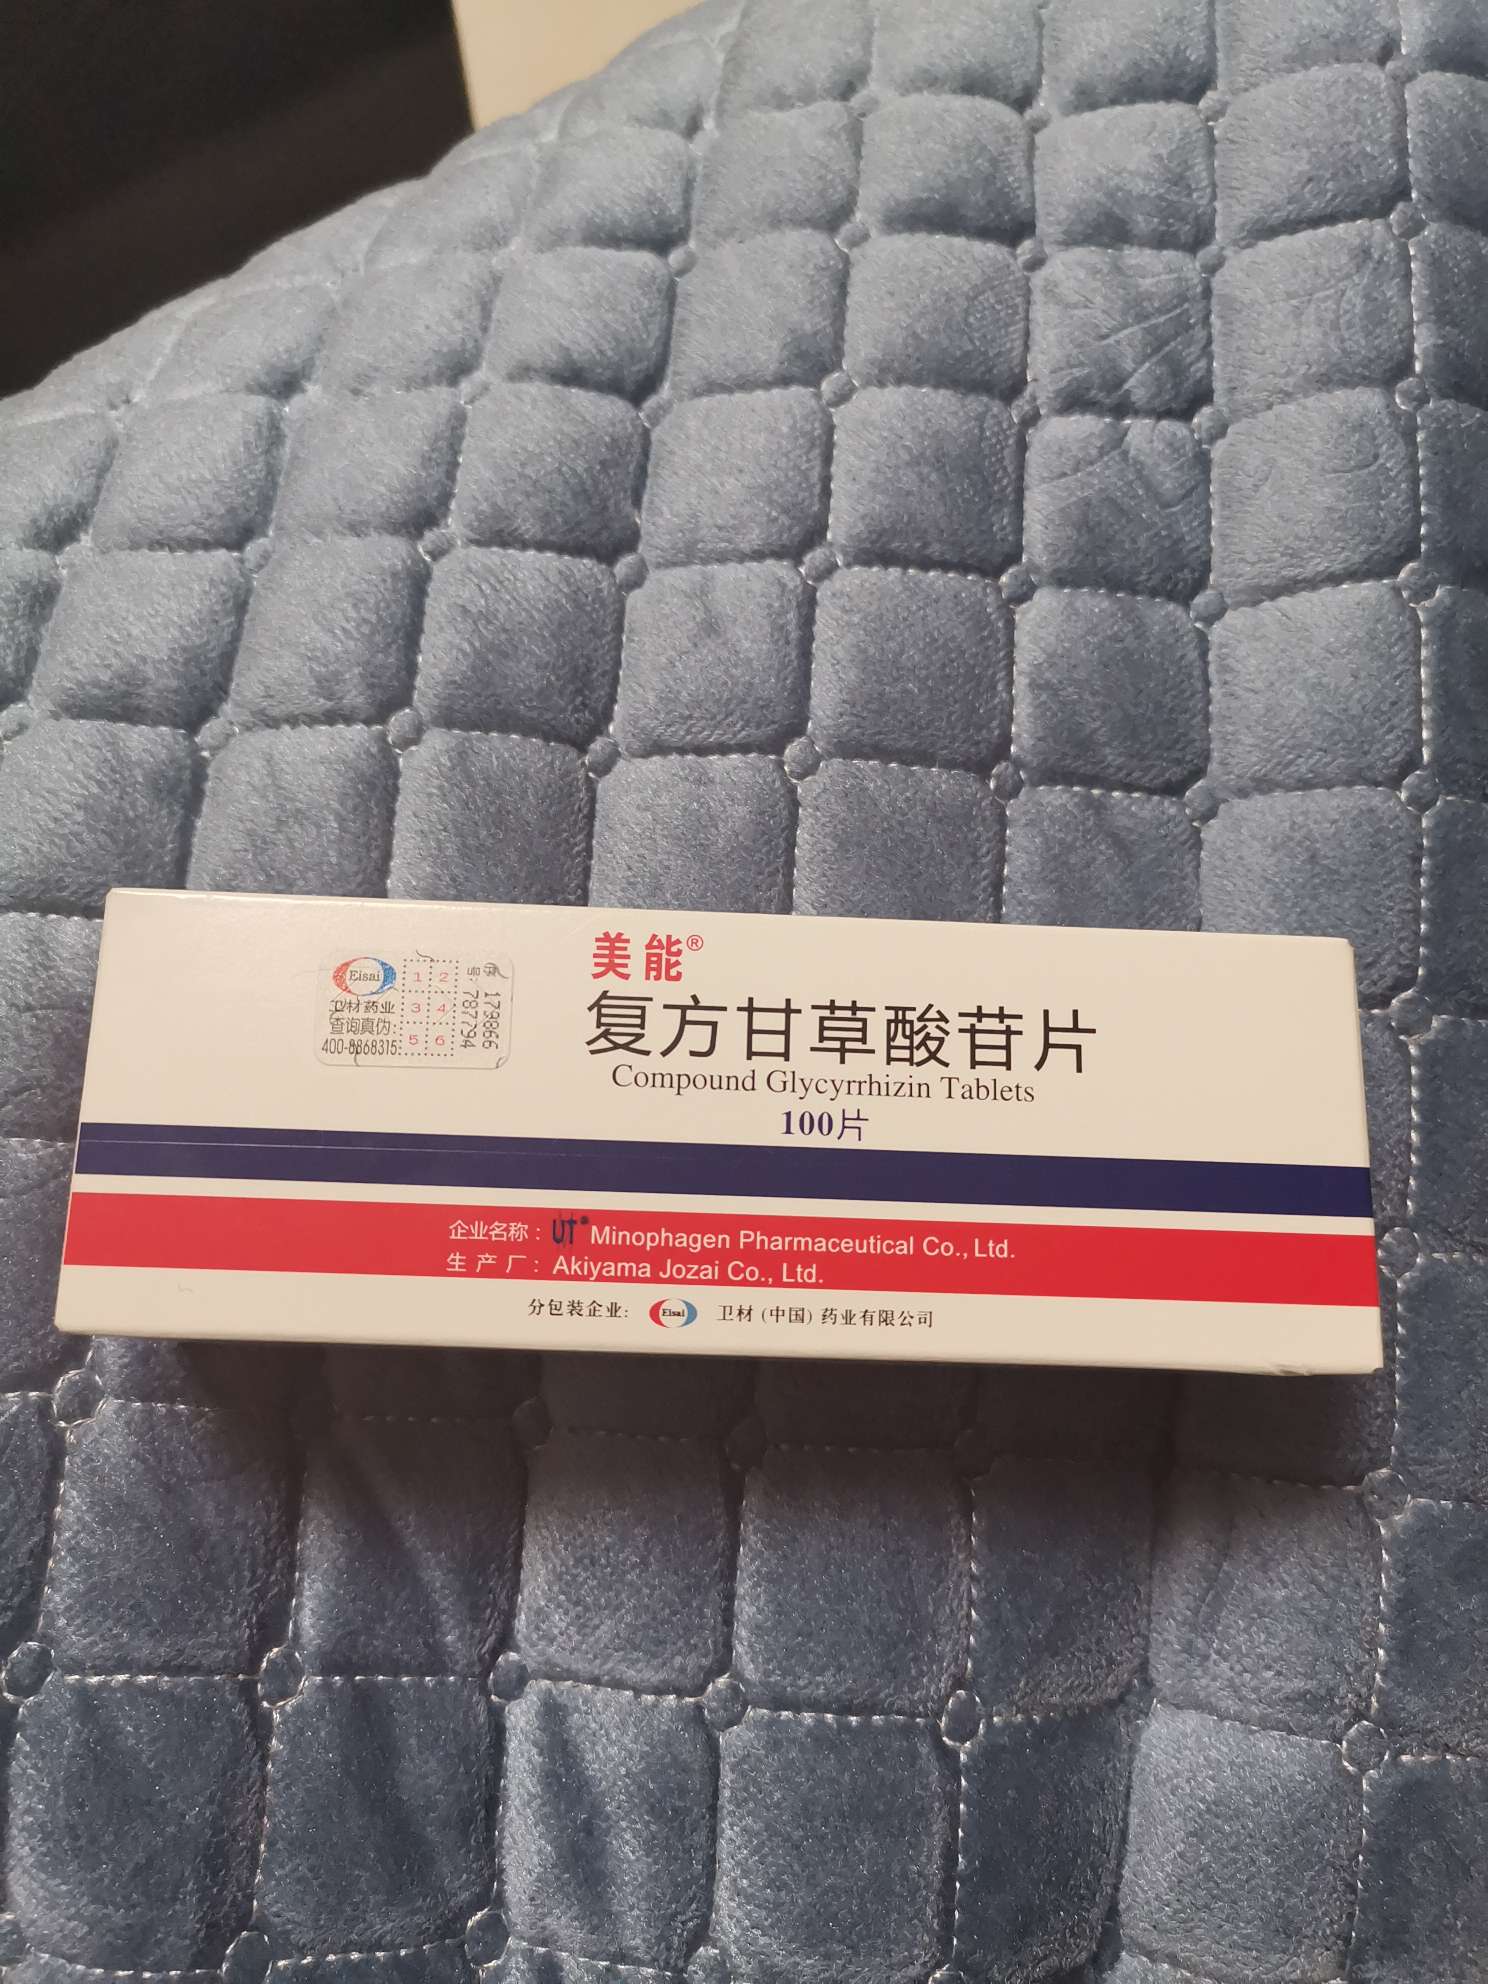 美能®
复方甘草酸苷片
Compound Glycyrrhizin Tablets
100片
Eisai
卫材药业
查询真伪:
400-8868315
1 2
3 4
5 6
序 179866
号: 787794
企业名称: UT® Minophagen Pharmaceutical Co., Ltd.
生 产 厂: Akiyama Jozai Co., Ltd.
分包装企业: Eisai 卫材 (中国) 药业有限公司